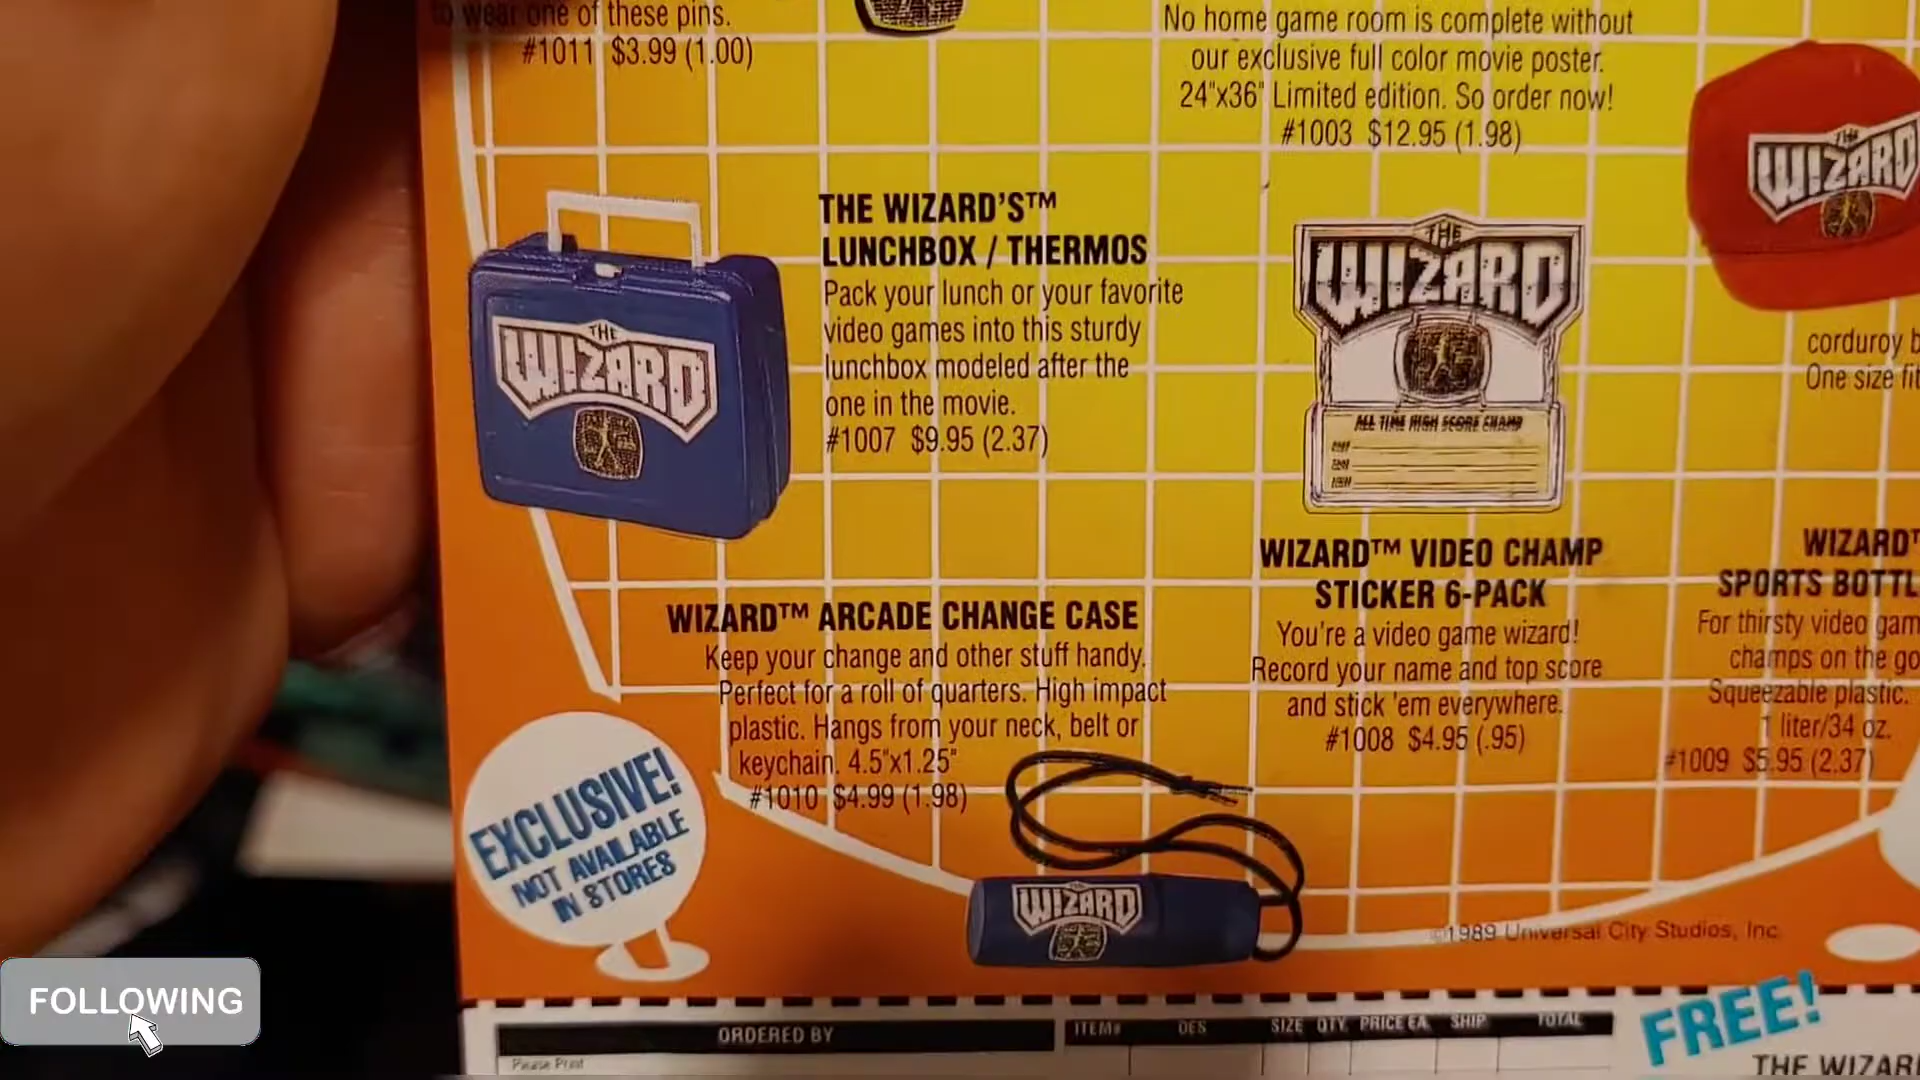 to wear one of these pins.
#1011 $3.99 (1.00)
No home game room is complete without
our exclusive full color movie poster.
24"x36" Limited edition. So order now!
#1003 $12.95 (1.98)
THE
WIZARD
THE WIZARD'S™
LUNCHBOX / THERMOS
Pack your lunch or your favorite
video games into this sturdy
lunchbox modeled after the
one in the movie.
#1007 $9.95 (2.37)
THE
WIZARD
THE
WIZARD
ALL TIME HIGH SCORE CHAMP
corduroy b
One size fit
WIZARD™ VIDEO CHAMP
STICKER 6-PACK
You're a video game wizard!
Record your name and top score
and stick 'em everywhere.
#1008 $4.95 (.95)
WIZARD™
SPORTS BOTTL
For thirsty video gam
champs on the go
Squeezable plastic.
1 liter/34 oz.
#1009 $5.95 (2.37)
WIZARD™ ARCADE CHANGE CASE
Keep your change and other stuff handy.
Perfect for a roll of quarters. High impact
plastic. Hangs from your neck, belt or
keychain. 4.5"x1.25"
#1010 $4.99 (1.98)
EXCLUSIVE!
NOT AVAILABLE
IN STORES
THE
WIZARD
©1989 Universal City Studios, Inc.
FOLLOWING
ORDERED BY
ITEM# DES SIZE QTY. PRICE EA. SHIP. TOTAL
Please Print
FREE!
THE WIZAR